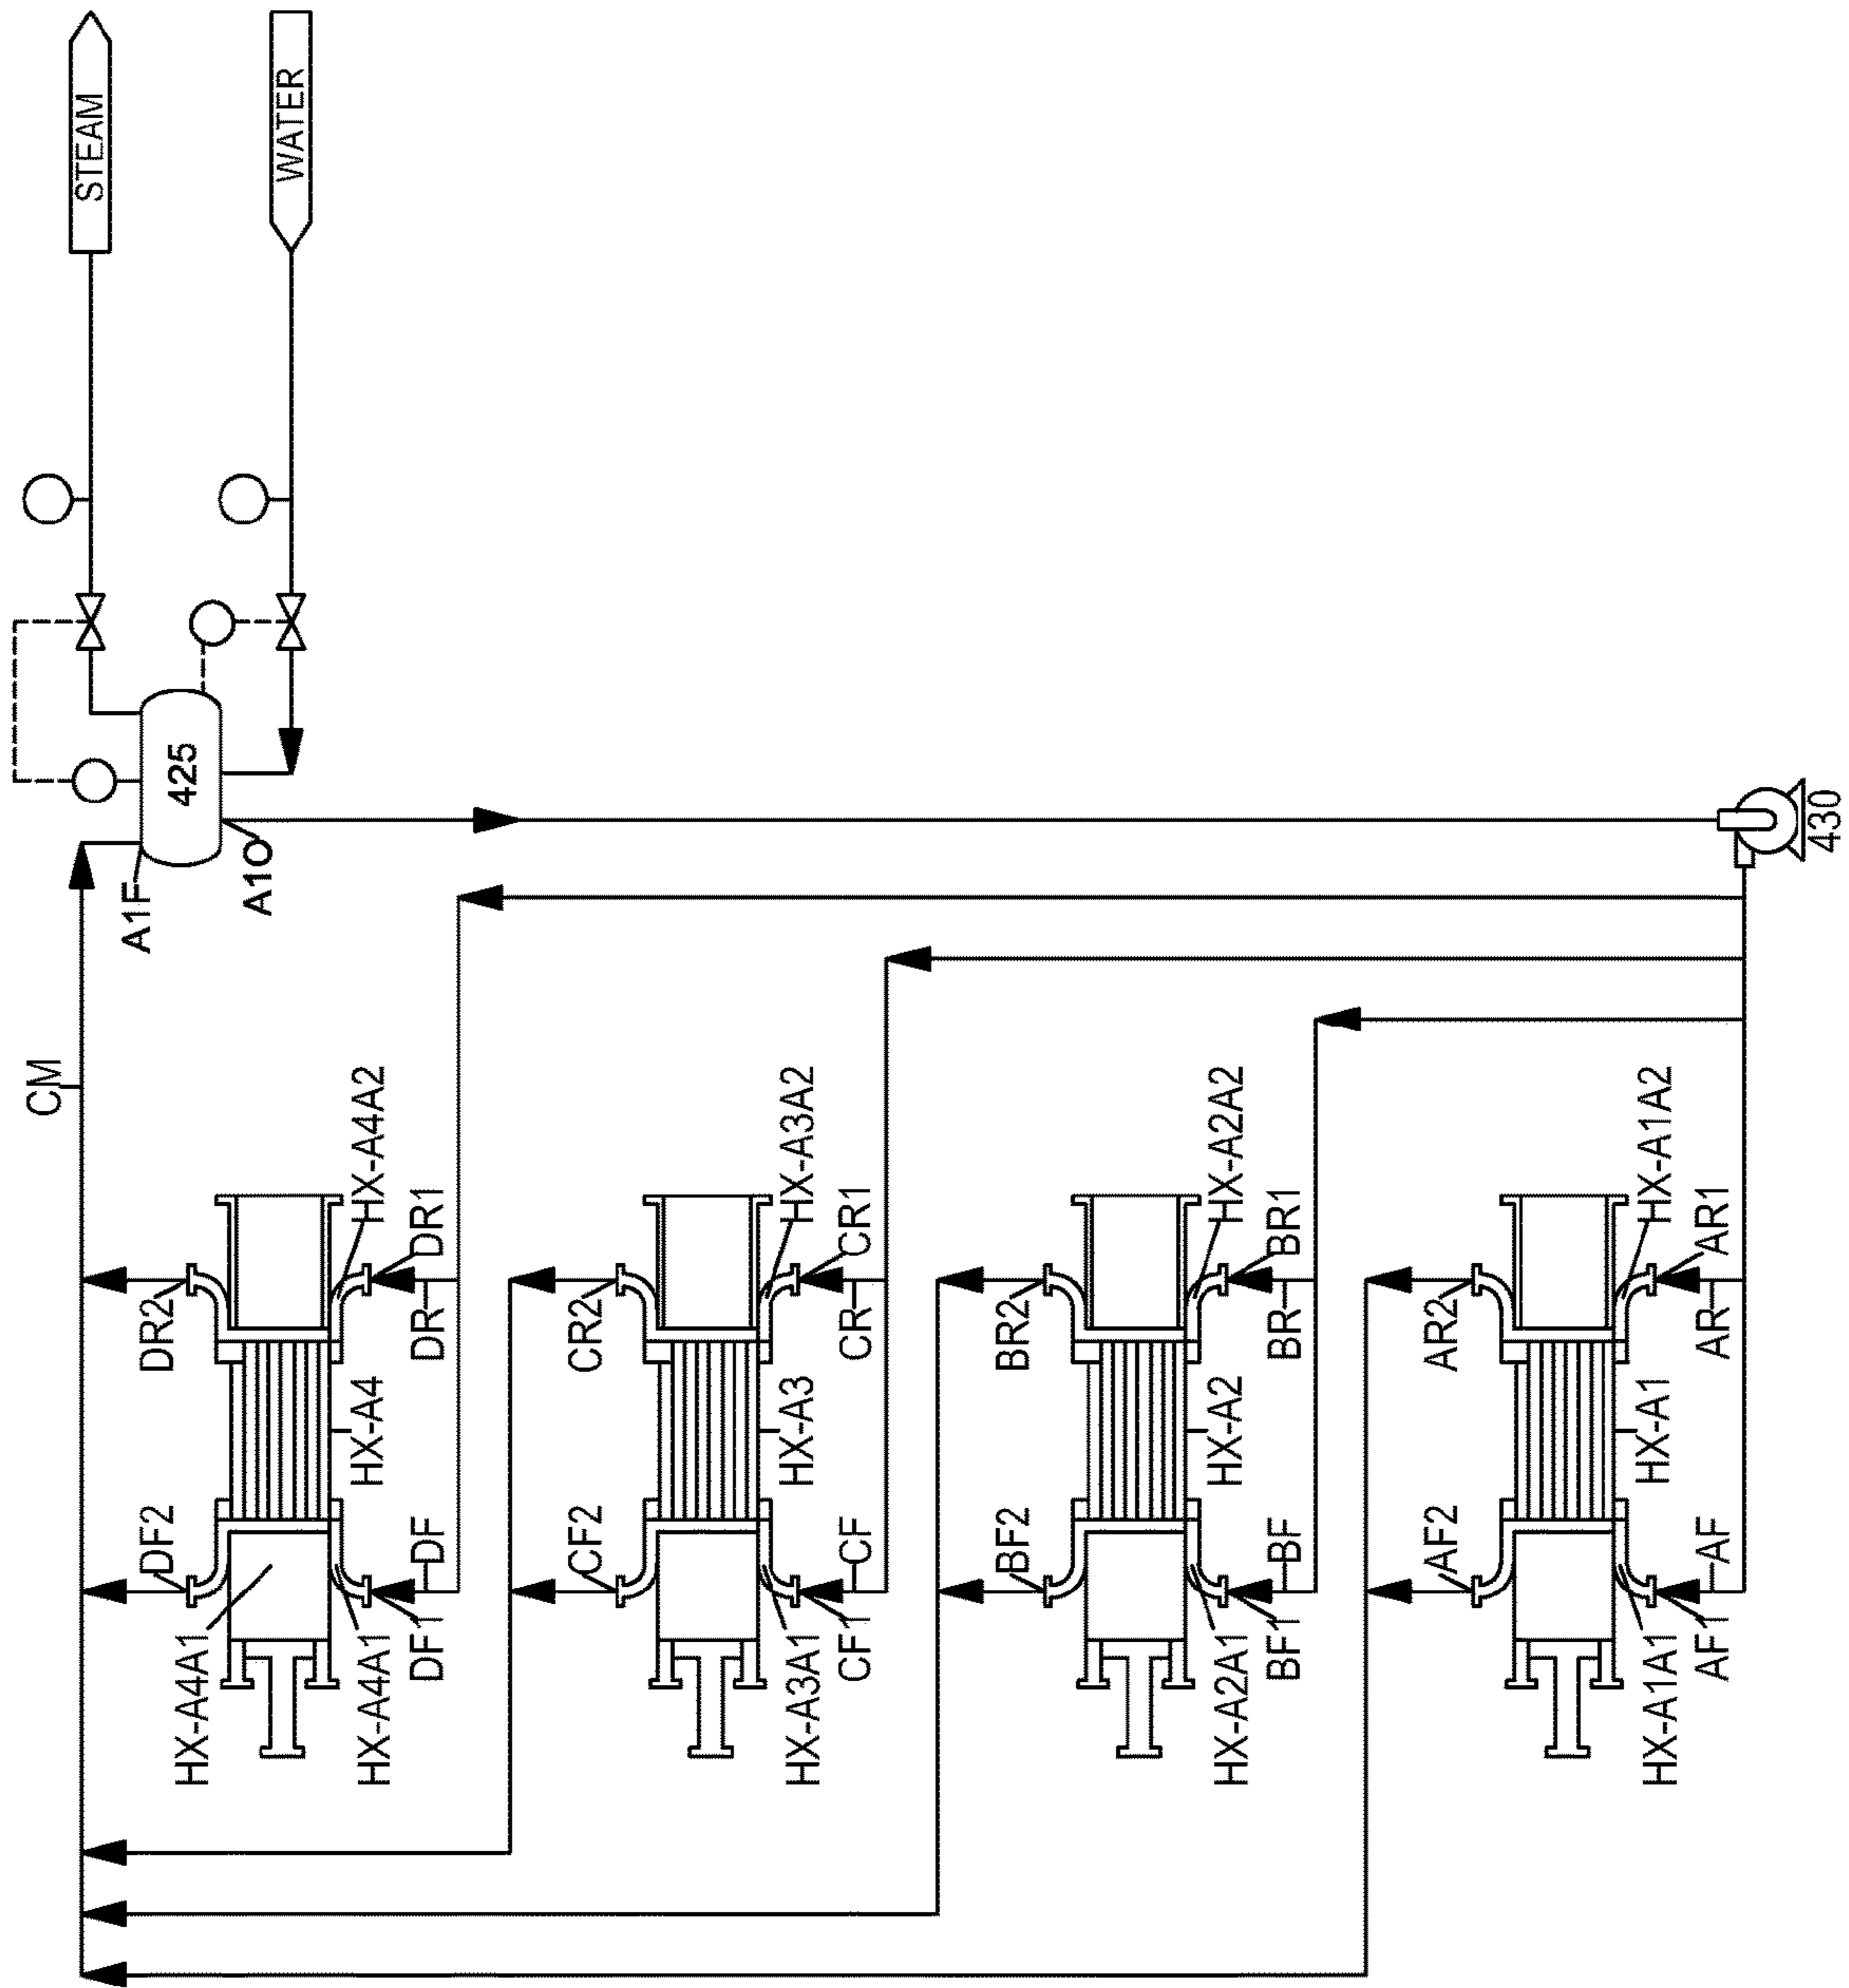 STEAM
WATER
425
A1F
A1O
CM
430
DF2
DR2
HX-A4A1
HX-A4
HX-A4A2
HX-A4A1
DF1
DF
DR
DR1
CF2
CR2
HX-A3A1
HX-A3
HX-A3A2
CF1
CF
CR
CR1
BF2
BR2
HX-A2A1
HX-A2
HX-A2A2
BF1
BF
BR
BR1
AF2
AR2
HX-A1A1
HX-A1
HX-A1A2
AF1
AF
AR
AR1